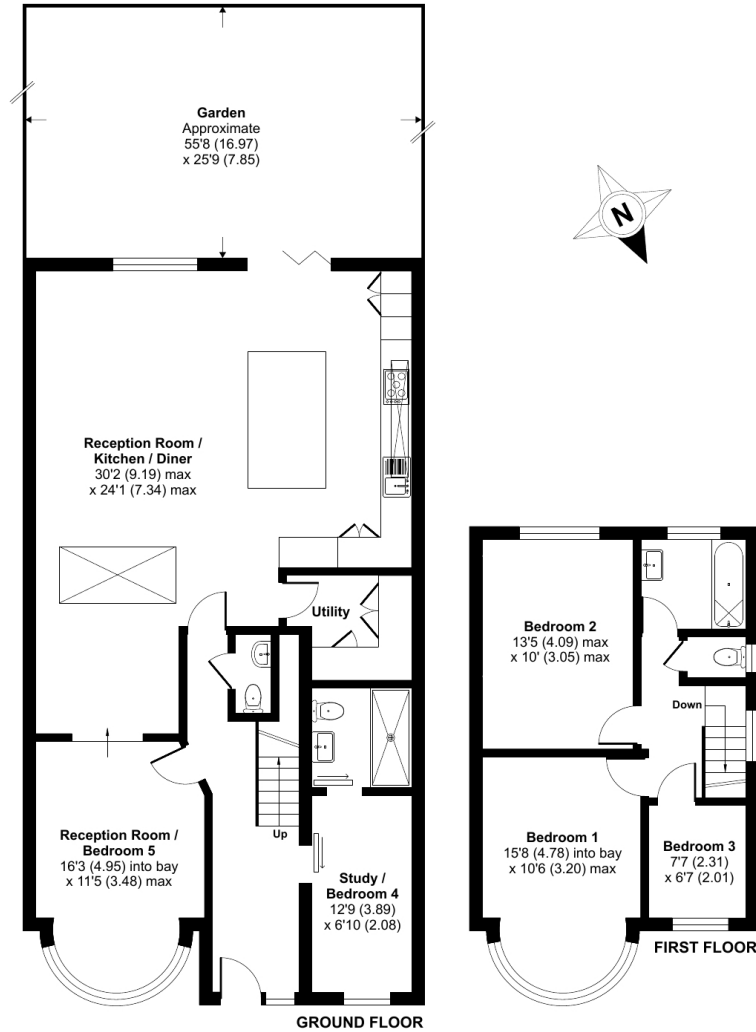 Garden
Approximate
55'8 (16.97)
x 25'9 (7.85)
N
Reception Room /
Kitchen / Diner
30'2 (9.19) max
x 24'1 (7.34) max
Utility
Up
Reception Room /
Bedroom 5
16'3 (4.95) into bay
x 11'5 (3.48) max
Study /
Bedroom 4
12'9 (3.89)
x 6'10 (2.08)
GROUND FLOOR
Bedroom 2
13'5 (4.09) max
x 10' (3.05) max
Down
Bedroom 1
15'8 (4.78) into bay
x 10'6 (3.20) max
Bedroom 3
7'7 (2.31)
x 6'7 (2.01)
FIRST FLOOR